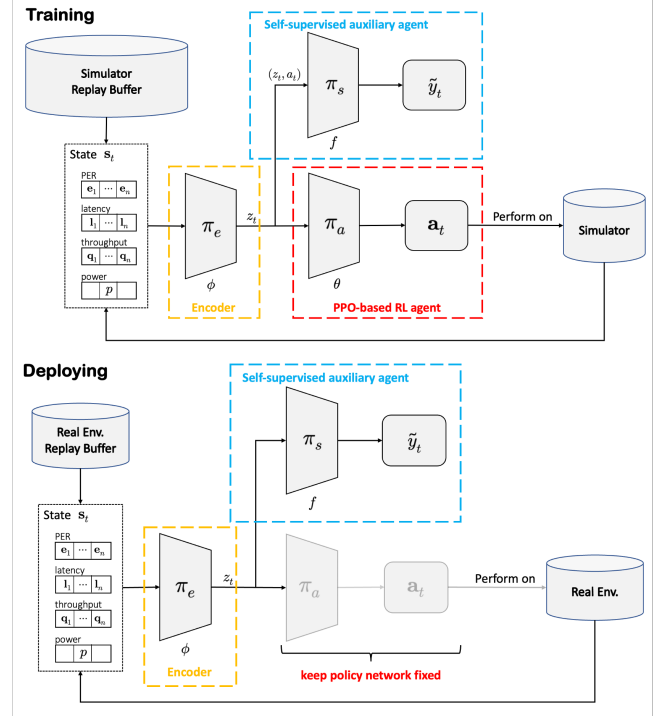 Training
Self-supervised auxiliary agent
Simulator
Replay Buffer
(z_t, a_t)
π_s
ỹ_t
f
State s_t
PER
e_1 ... e_n
latency
l_1 ... l_n
throughput
q_1 ... q_n
power
p
π_e
ϕ
Encoder
z_t
π_a
θ
a_t
PPO-based RL agent
Perform on
Simulator
Deploying
Self-supervised auxiliary agent
Real Env.
Replay Buffer
π_s
ỹ_t
f
State s_t
PER
e_1 ... e_n
latency
l_1 ... l_n
throughput
q_1 ... q_n
power
p
π_e
ϕ
Encoder
z_t
π_a
a_t
Perform on
Real Env.
keep policy network fixed